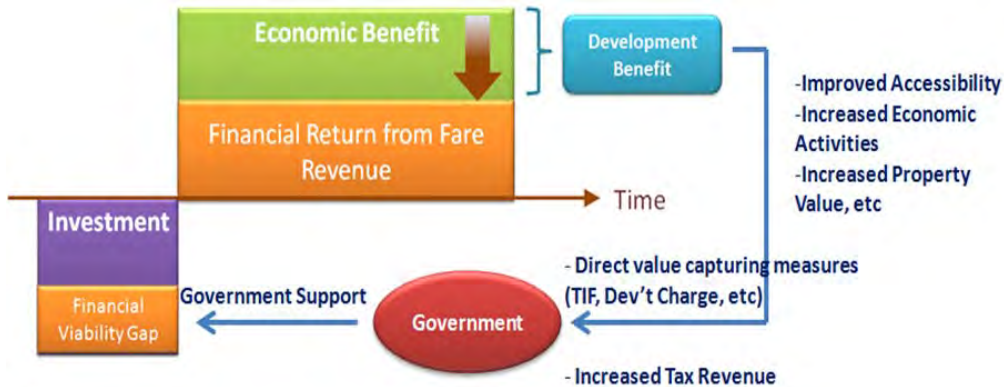 Economic Benefit
Development
Benefit
-Improved Accessibility
-Increased Economic
Activities
-Increased Property
Value, etc
Financial Return from Fare
Revenue
Time
Investment
Financial
Viability Gap
Government Support
Government
- Direct value capturing measures
(TIF, Dev't Charge, etc)
- Increased Tax Revenue